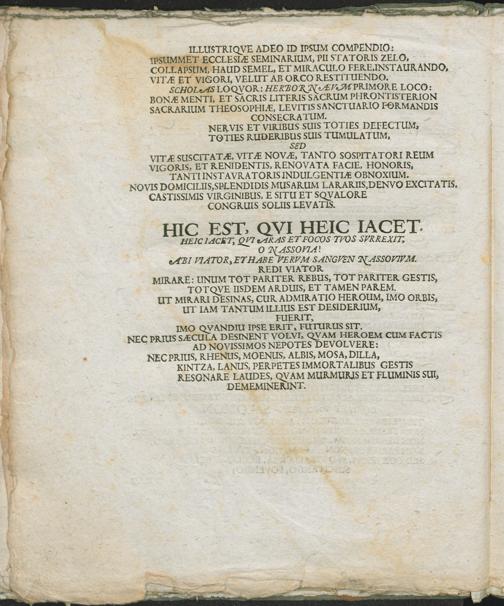 ILLUSTRIQVE ADEO ID IPSUM COMPENDIO:
IPSUMMET ECCLESIÆ SEMINARIUM, PII STATORIS ZELO,
COLLAPSUM, HAUD SEMEL, ET MIRACULO FERE, INSTAURANDO,
VITÆ ET VIGORI, VELUT AB ORCO RESTITUENDO.
SCHOLAS LOQVOR: HERBORNÆVM PRIMORE LOCO:
BONÆ MENTI, ET SACRIS LITERIS SACRUM PHRONTISTERION
SACRARIUM THEOSOPHIÆ, LEVITIS SANCTUARIO FORMANDIS
CONSECRATUM.
NERVIS ET VIRIBUS SUIS TOTIES DEFECTUM,
TOTIES RUDERIBUS SUIS TUMULATUM,
SED
VITÆ SUSCITATÆ, VITÆ NOVÆ, TANTO SOSPITATORI REUM
VIGORIS, ET RENIDENTIS, RENOVATA FACIE, HONORIS,
TANTI INSTAVRATORIS INDULGENTIÆ OBNOXIUM.
NOVIS DOMICILIIS, SPLENDIDIS MUSARUM LARARIIS, DENVO EXCITATIS.
CASTISSIMIS VIRGINIBUS, E SITU ET SQVALORE
CONGRUIS SOLIIS LEVATIS.
HIC EST, QVI HEIC IACET.
HEIC IACET, QVI ARAS ET FOCOS TVOS SVRREXIT,
O NASSOVIA!
ABI VIATOR, ET HABE VERVM SANGVEN NASSOVIVM.
REDI VIATOR
MIRARE: UNUM TOT PARITER REBUS, TOT PARITER GESTIS,
TOTQVE IISDEM ARDUIS, ET TAMEN PAREM.
UT MIRARI DESINAS, CUR ADMIRATIO HEROUM, IMO ORBIS,
UT IAM TANTUM ILLIUS EST DESIDERIUM,
FUERIT,
IMO QVANDIU IPSE ERIT, FUTURUS SIT.
NEC PRIUS SÆCULA DESINENT VOLVI, QVAM HEROEM CUM FACTIS
AD NOVISSIMOS NEPOTES DEVOLVERE:
NEC PRIUS, RHENUS, MOENUS, ALBIS, MOSA, DILLA,
KINTZA, LANUS, PERPETES IMMORTALIBUS GESTIS
RESONARE LAUDES, QVAM MURMURIS ET FLUMINIS SUI,
DEMEMINERINT.